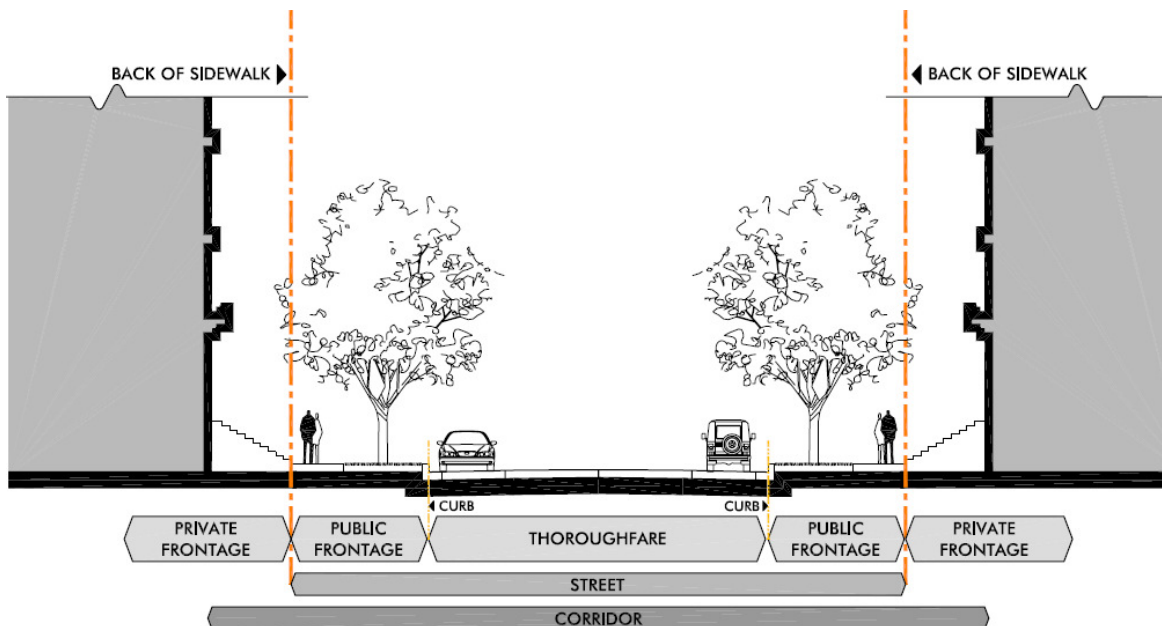 BACK OF SIDEWALK
BACK OF SIDEWALK
CURB
CURB
PRIVATE
FRONTAGE
PUBLIC
FRONTAGE
THOROUGHFARE
PUBLIC
FRONTAGE
PRIVATE
FRONTAGE
STREET
CORRIDOR